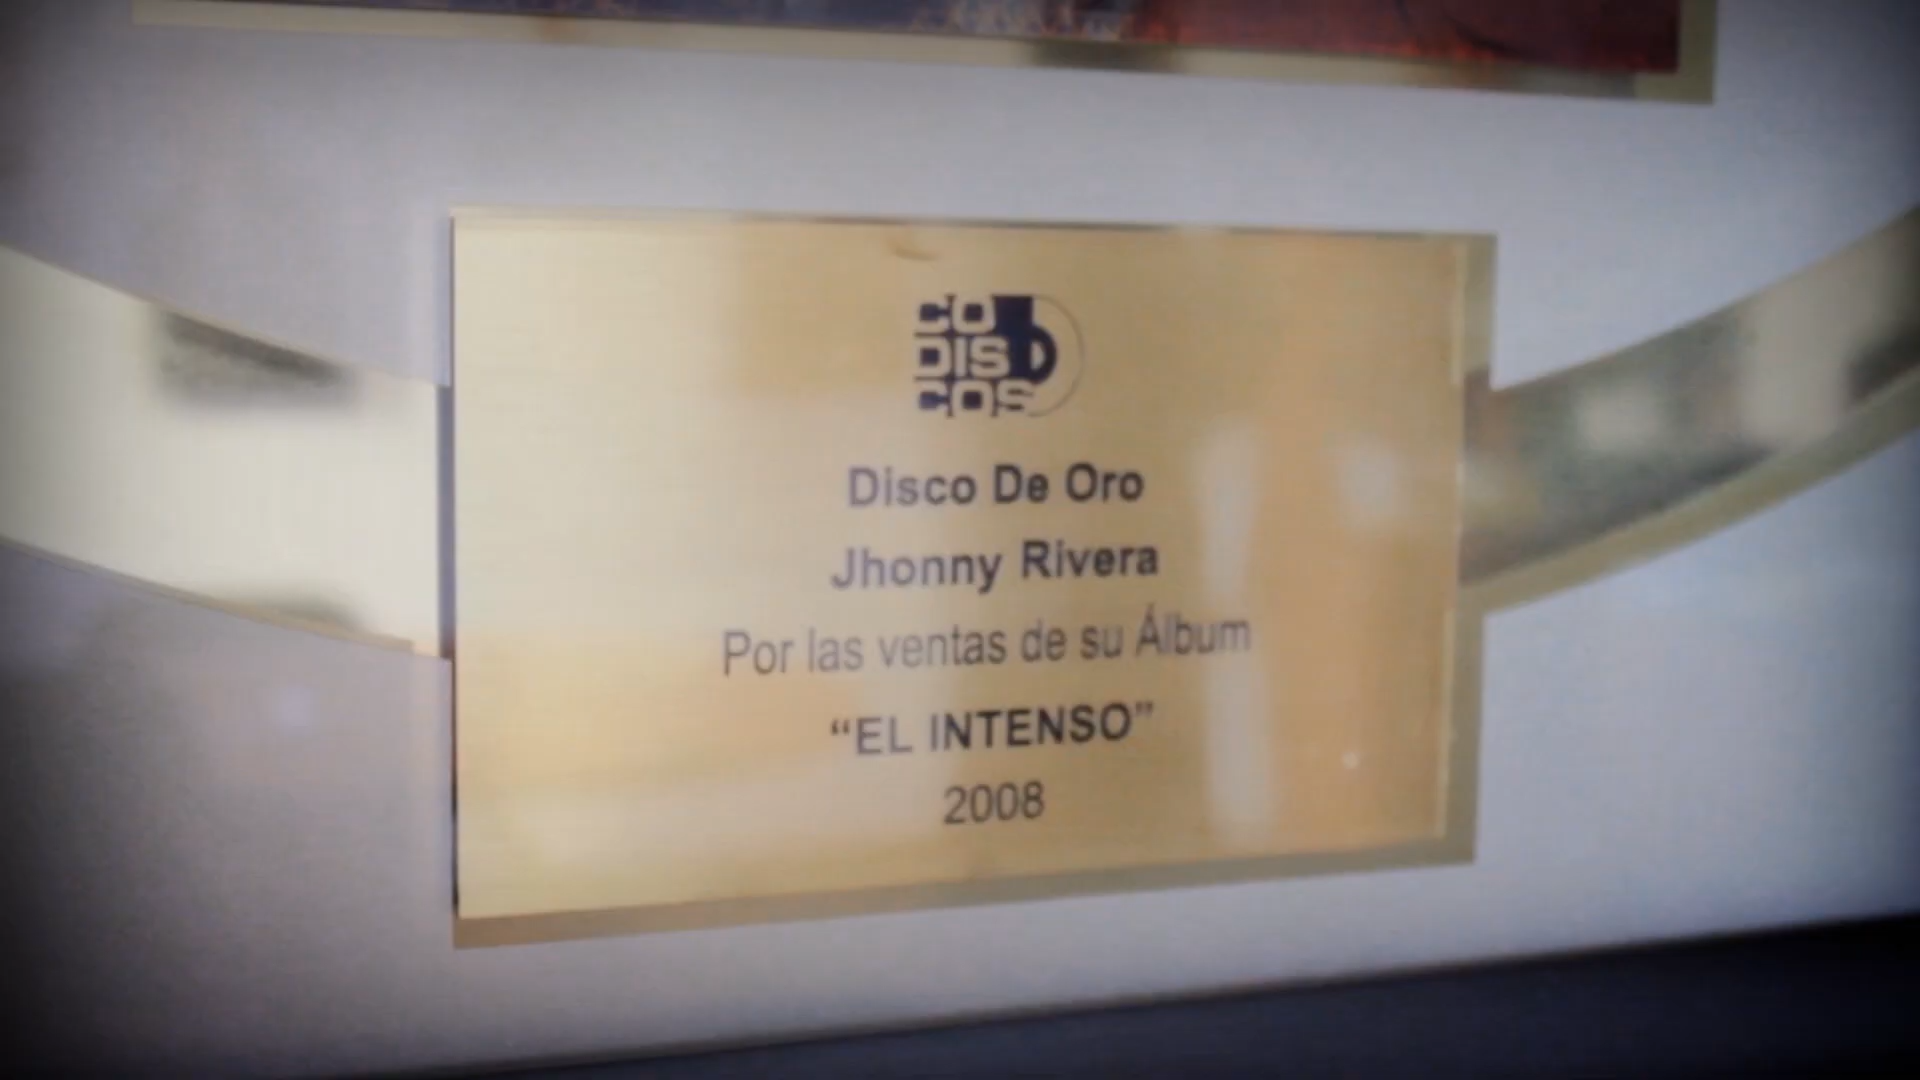 CO
DIS
COS
Disco De Oro
Jhonny Rivera
Por las ventas de su Álbum
“EL INTENSO”
2008